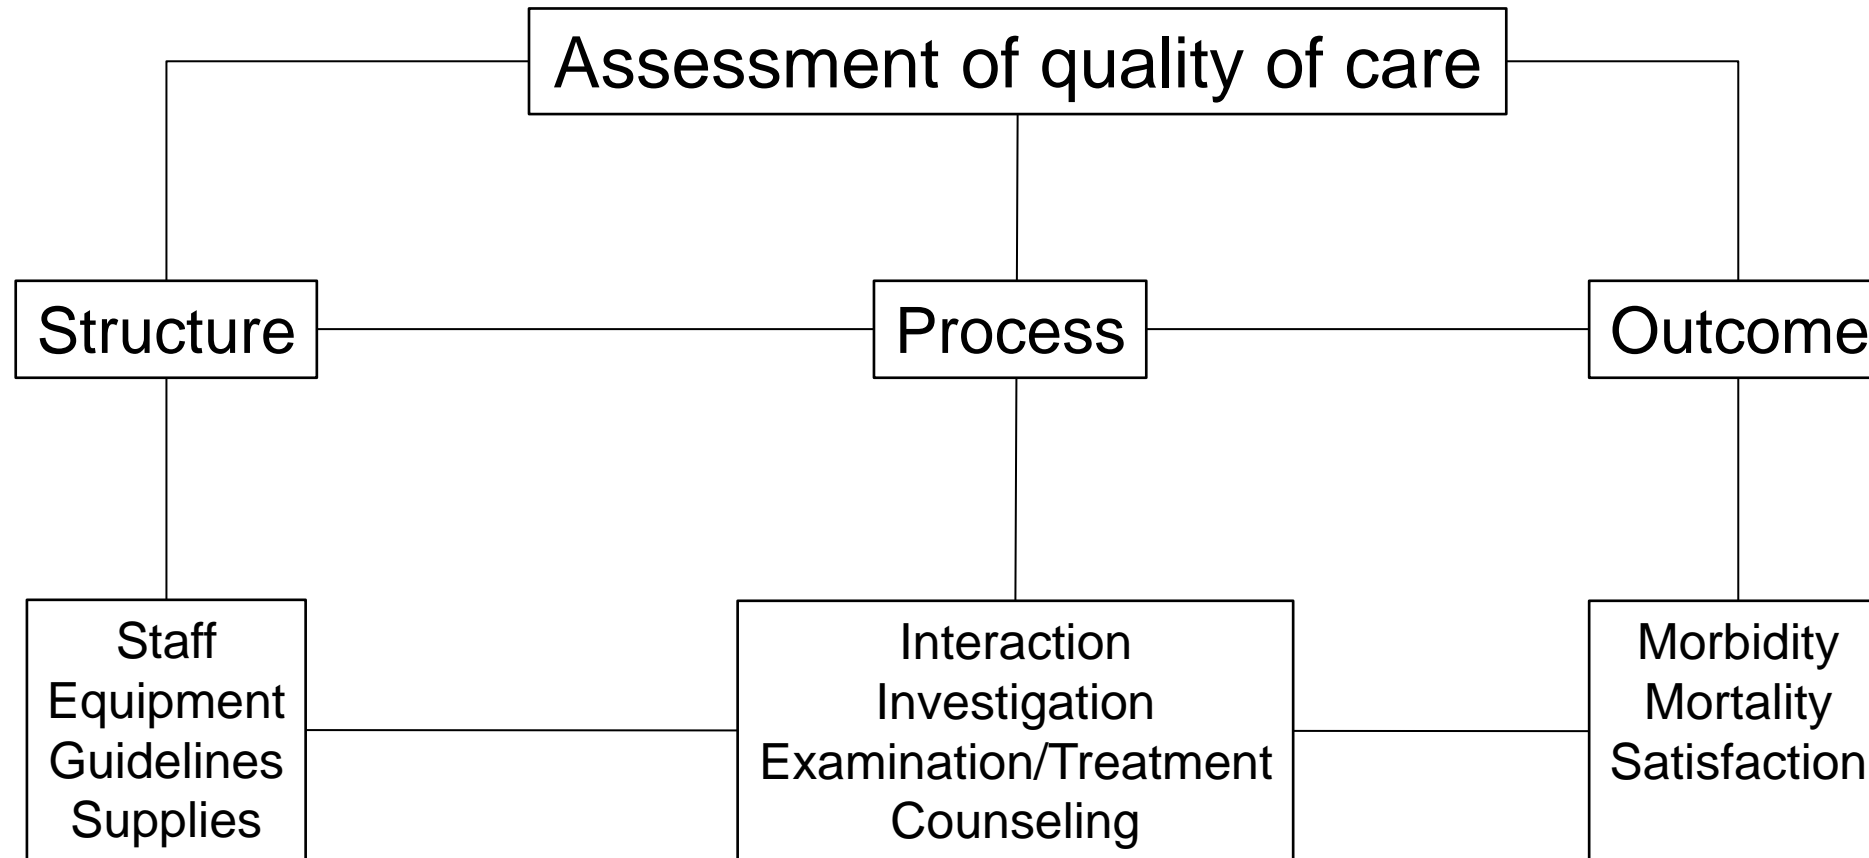 Assessment of quality of care
Structure
Process
Outcome
Staff
Equipment
Guidelines
Supplies
Interaction
Investigation
Examination/Treatment
Counseling
Morbidity
Mortality
Satisfaction